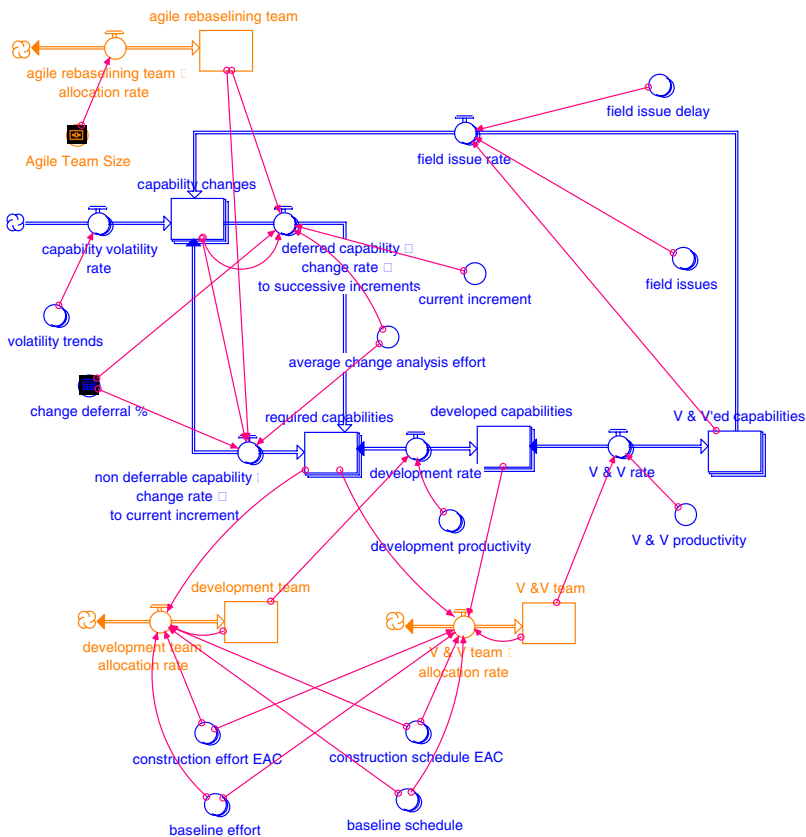 agile rebaselining team
agile rebaselining team
allocation rate
Agile Team Size
field issue delay
field issue rate
capability changes
capability volatility
rate
deferred capability
change rate
to successive increments
current increment
field issues
volatility trends
average change analysis effort
change deferral %
required capabilities
developed capabilities
V & V'ed capabilities
non deferrable capability
change rate
to current increment
development rate
V & V rate
development productivity
V & V productivity
development team
V &V team
development team
allocation rate
V & V team
allocation rate
construction effort EAC
construction schedule EAC
baseline effort
baseline schedule